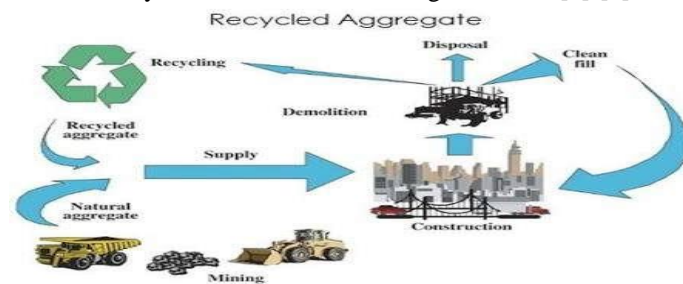 Recycled Aggregate
Disposal
Clean
fill
Recycling
Demolition
Recycled
aggregate
Supply
Natural
aggregate
Construction
Mining